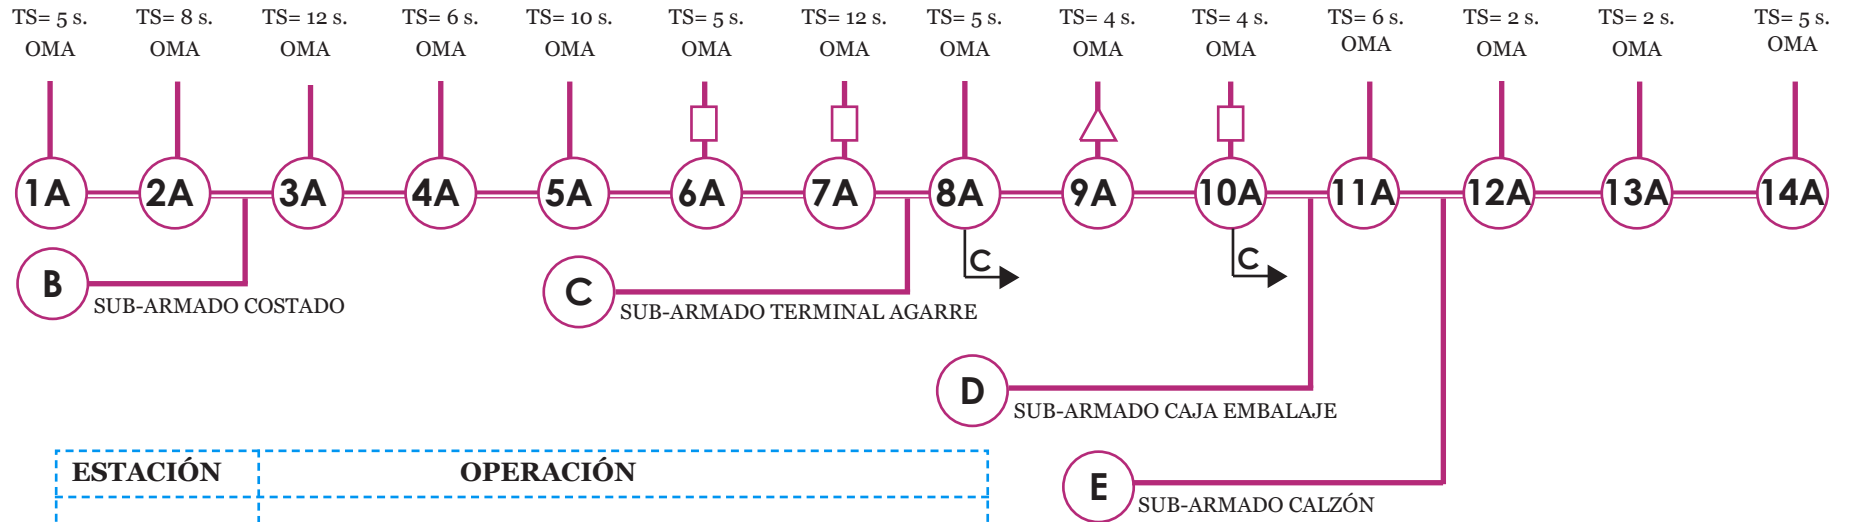 TS= 5 s. TS= 8 s. TS= 12 s. TS= 6 s. TS= 10 s. TS= 5 s. TS= 12 s. TS= 5 s. TS= 4 s. TS= 4 s. TS= 6 s. TS= 2 s. TS= 2 s. TS= 5 s.
OMA OMA OMA OMA OMA OMA OMA OMA OMA OMA OMA OMA OMA OMA
1A 2A 3A 4A 5A 6A 7A 8A 9A 10A 11A 12A 13A 14A
C C
B
SUB-ARMADO COSTADO
C
SUB-ARMADO TERMINAL AGARRE
D
SUB-ARMADO CAJA EMBALAJE
E
SUB-ARMADO CALZÓN
ESTACIÓN OPERACIÓN